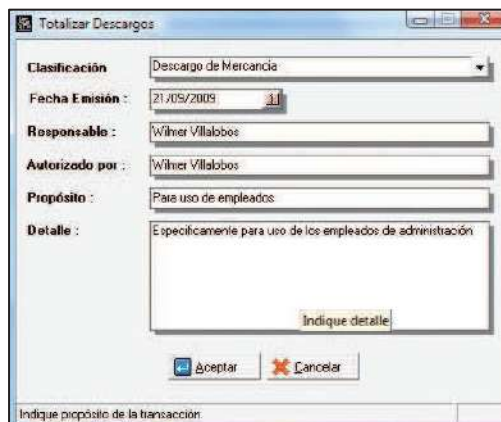 Totalizar Descargos
Clasificación Descargo de Mercancia
Fecha Emisión : 21/09/2009
Responsable : Wilmer Villalobos
Autorizado por : Wilmer Villalobos
Propósito : Para uso de empleados
Detalle : Especificamente para uso de los empleados de administración
Indique detalle
Aceptar Cancelar
Indique propósito de la transacción